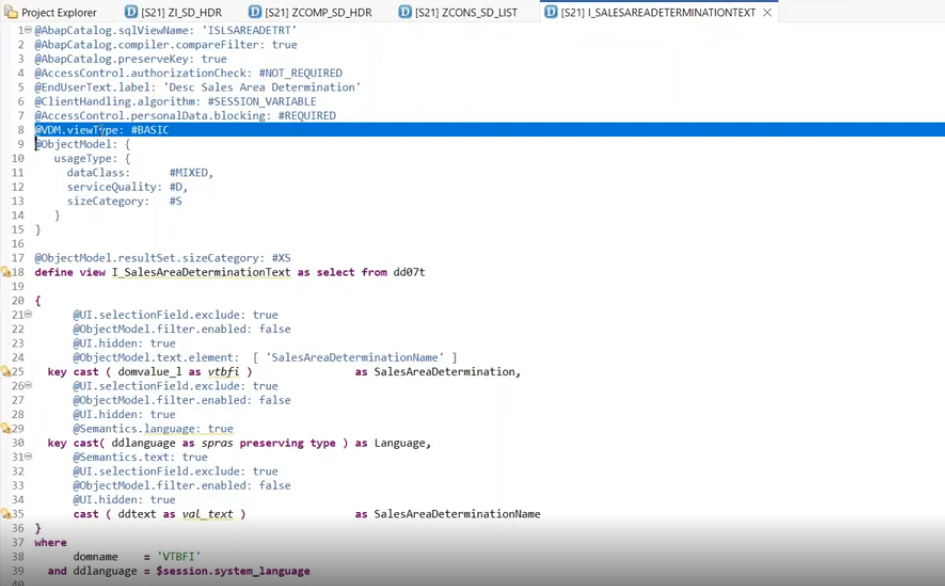 Project Explorer [S21] ZI_SD_HDR [S21] ZCOMP_SD_HDR [S21] ZCONS_SD_LIST [S21] I_SALESAREADETERMINATIONTEXT
1 @AbapCatalog.sqlViewName: 'ISLSAREADETRT'
2 @AbapCatalog.compiler.compareFilter: true
3 @AbapCatalog.preserveKey: true
4 @AccessControl.authorizationCheck: #NOT_REQUIRED
5 @EndUserText.label: 'Desc Sales Area Determination'
6 @ClientHandling.algorithm: #SESSION_VARIABLE
7 @AccessControl.personalData.blocking: #REQUIRED
8 @VDM.viewType: #BASIC
9 @ObjectModel: {
10 usageType: {
11 dataClass: #MIXED,
12 serviceQuality: #D,
13 sizeCategory: #S
14 }
15 }
16
17 @ObjectModel.resultSet.sizeCategory: #XS
18 define view I_SalesAreaDeterminationText as select from dd07t
19
20 {
21 @UI.selectionField.exclude: true
22 @ObjectModel.filter.enabled: false
23 @UI.hidden: true
24 @ObjectModel.text.element: [ 'SalesAreaDeterminationName' ]
25 key cast ( domvalue_l as vtbfi ) as SalesAreaDetermination,
26 @UI.selectionField.exclude: true
27 @ObjectModel.filter.enabled: false
28 @UI.hidden: true
29 @Semantics.language: true
30 key cast( ddlanguage as spras preserving type ) as Language,
31 @Semantics.text: true
32 @UI.selectionField.exclude: true
33 @ObjectModel.filter.enabled: false
34 @UI.hidden: true
35 cast ( ddtext as val_text ) as SalesAreaDeterminationName
36 }
37 where
38 domname = 'VTBFI'
39 and ddlanguage = $session.system_language
40